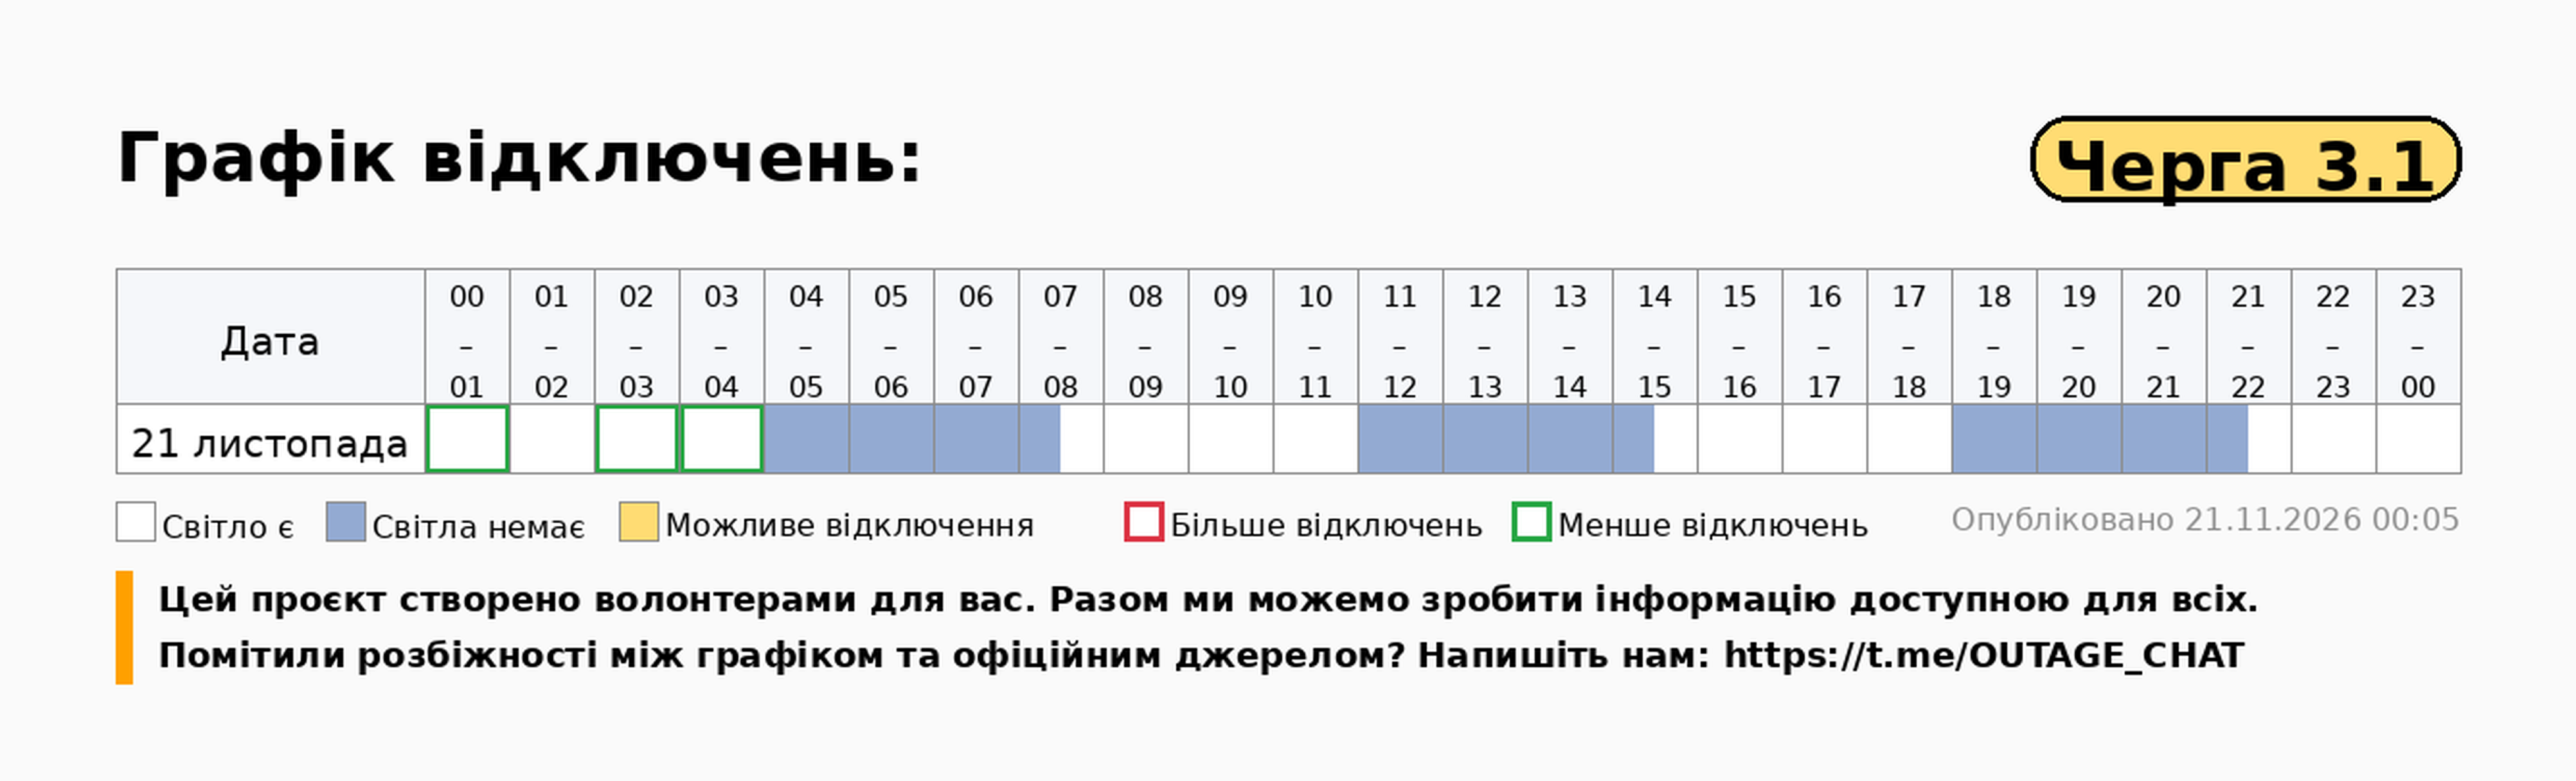 Графік відключень:
Черга 3.1
Дата 00 – 01 01 – 02 02 – 03 03 – 04 04 – 05 05 – 06 06 – 07 07 – 08 08 – 09 09 – 10 10 – 11 11 – 12 12 – 13 13 – 14 14 – 15 15 – 16 16 – 17 17 – 18 18 – 19 19 – 20 20 – 21 21 – 22 22 – 23 23 – 00
21 листопада
Світло є Світла немає Можливе відключення Більше відключень Менше відключень Опубліковано 21.11.2026 00:05
Цей проєкт створено волонтерами для вас. Разом ми можемо зробити інформацію доступною для всіх.
Помітили розбіжності між графіком та офіційним джерелом? Напишіть нам: https://t.me/OUTAGE_CHAT